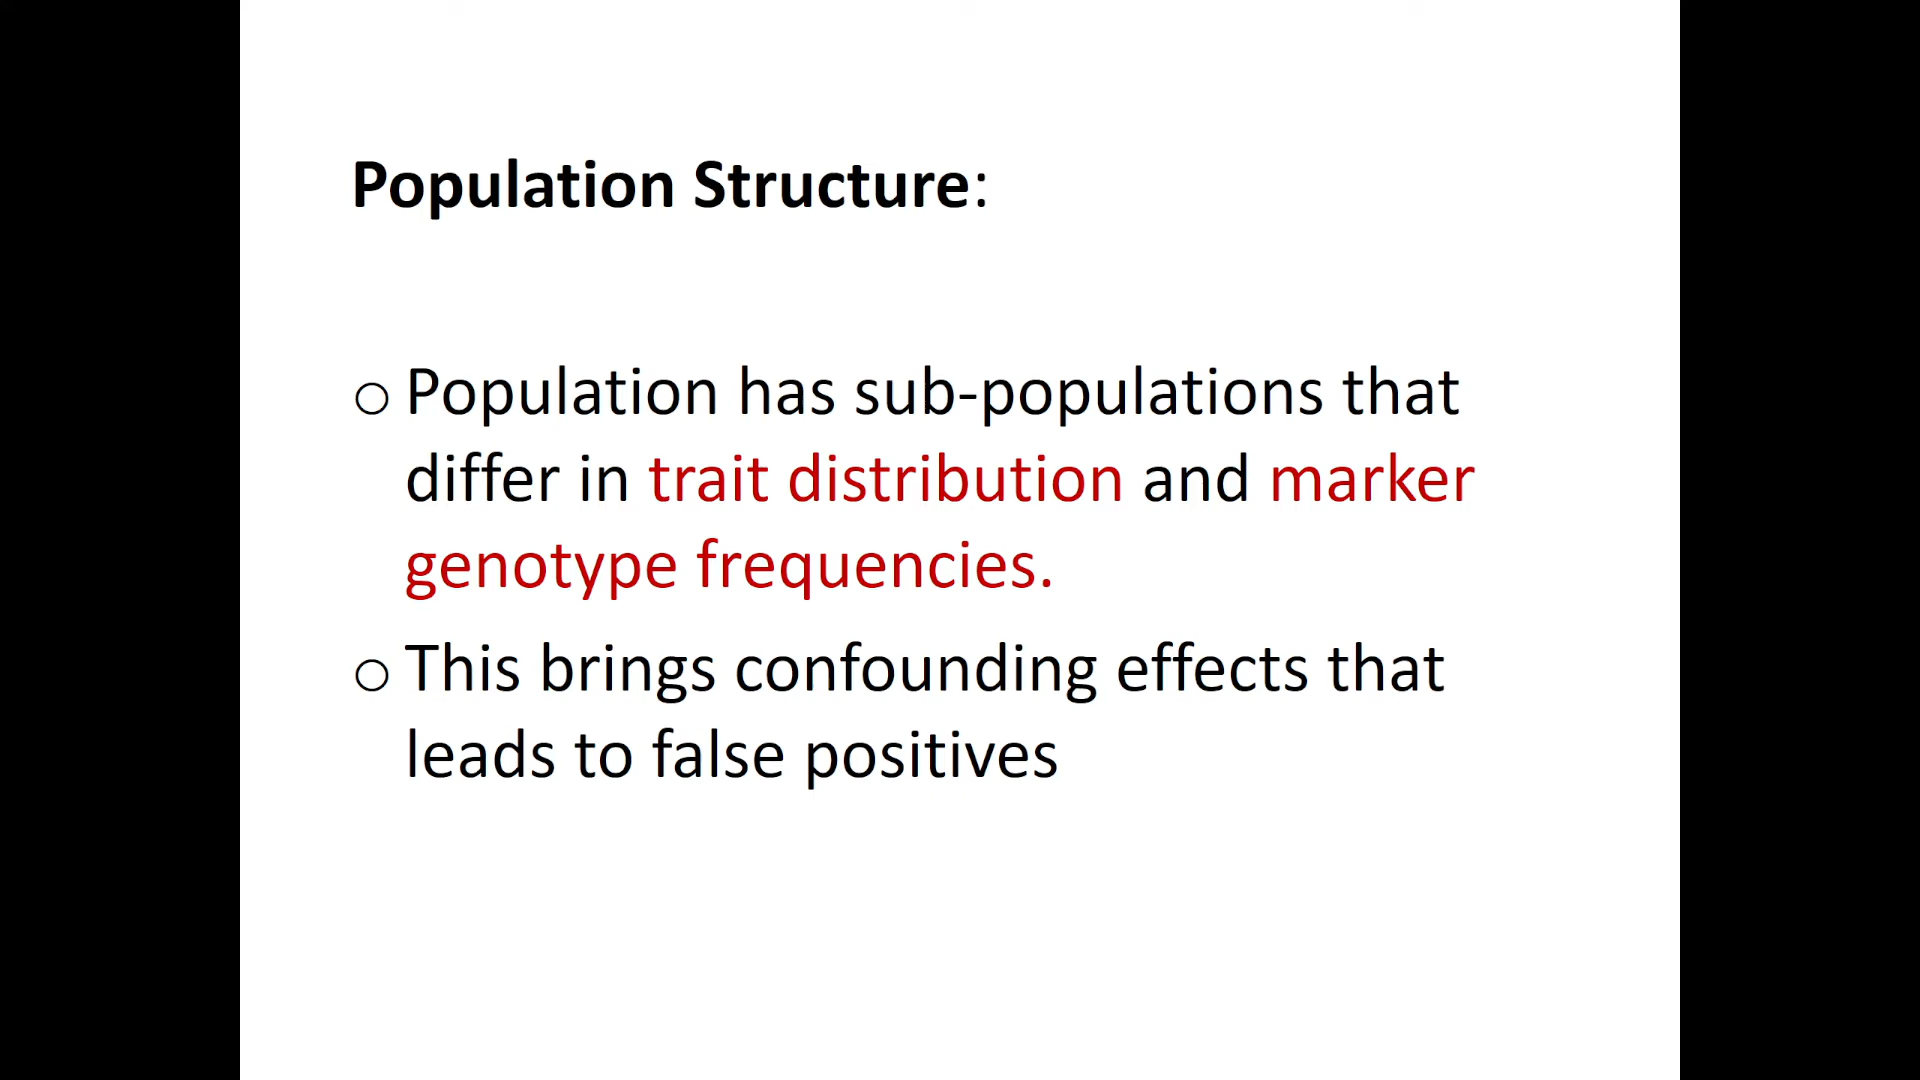 Population Structure:
○ Population has sub-populations that
differ in trait distribution and marker
genotype frequencies.
○ This brings confounding effects that
leads to false positives